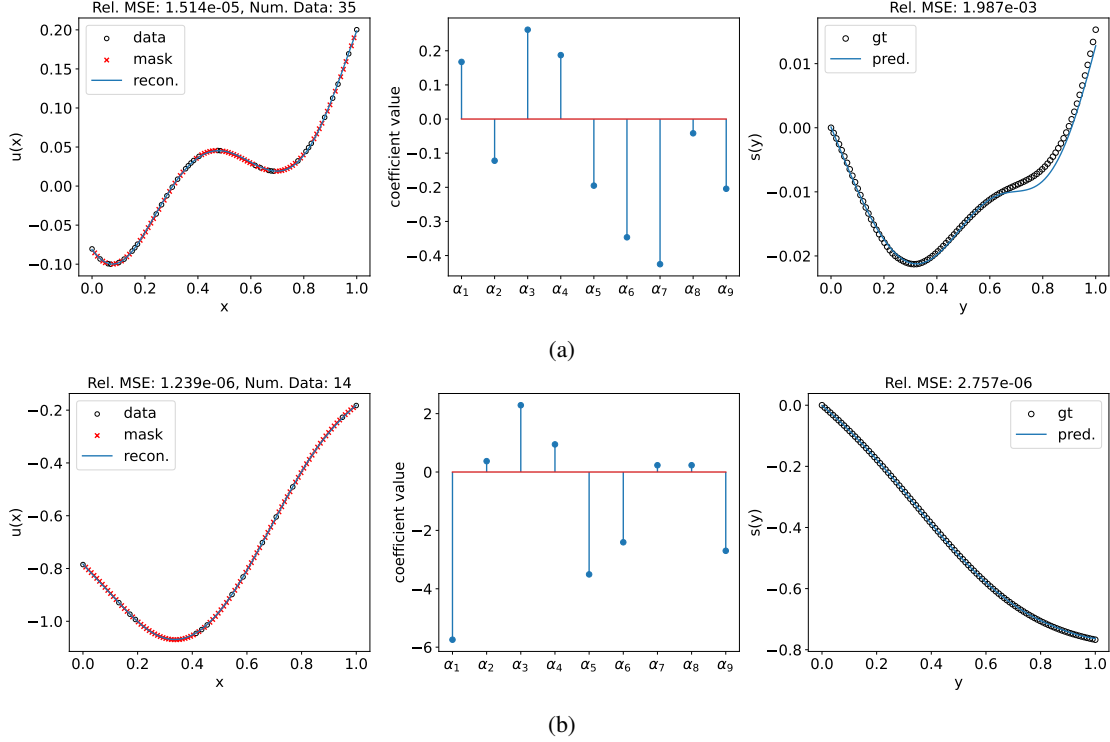 Rel. MSE: 1.514e-05, Num. Data: 35
0.20
0.15
0.10
0.05
0.00
−0.05
−0.10
u(x)
data
mask
recon.
0.0 0.2 0.4 0.6 0.8 1.0
x
0.2
0.1
0.0
−0.1
−0.2
−0.3
−0.4
coefficient value
α1 α2 α3 α4 α5 α6 α7 α8 α9
Rel. MSE: 1.987e-03
0.01
0.00
−0.01
−0.02
s(y)
gt
pred.
0.0 0.2 0.4 0.6 0.8 1.0
y
(a)
Rel. MSE: 1.239e-06, Num. Data: 14
−0.2
−0.4
−0.6
−0.8
−1.0
u(x)
data
mask
recon.
0.0 0.2 0.4 0.6 0.8 1.0
x
2
0
−2
−4
−6
coefficient value
α1 α2 α3 α4 α5 α6 α7 α8 α9
Rel. MSE: 2.757e-06
0.0
−0.2
−0.4
−0.6
−0.8
s(y)
gt
pred.
0.0 0.2 0.4 0.6 0.8 1.0
y
(b)